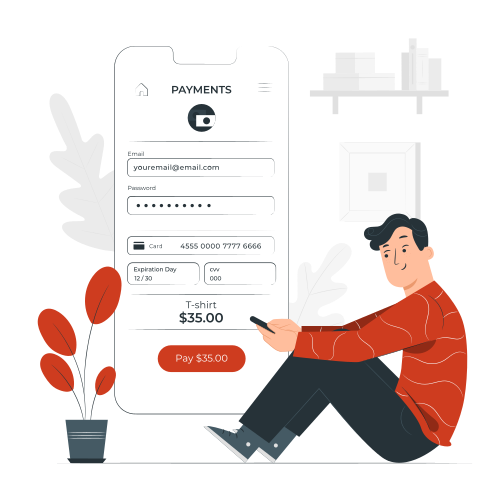 PAYMENTS
Email
youremail@email.com
Password
Card 4555 0000 7777 6666
Expiration Day
12 / 30
CVV
000
T-shirt
$35.00
Pay $35.00